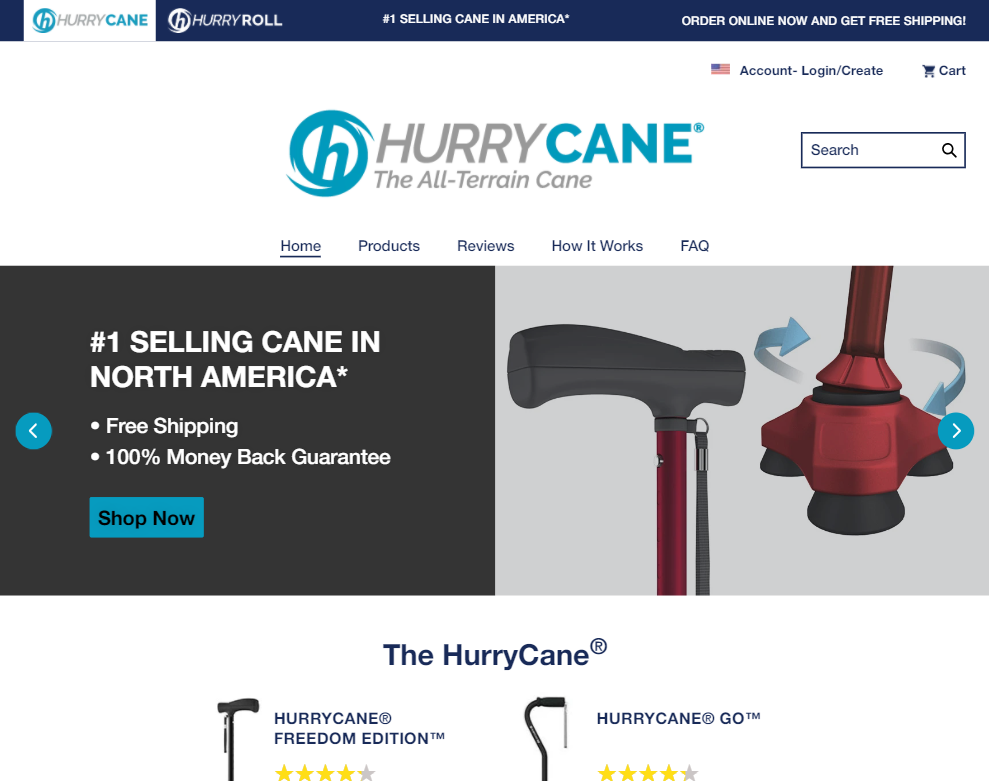 HURRYCANE
HURRYROLL
#1 SELLING CANE IN AMERICA*
ORDER ONLINE NOW AND GET FREE SHIPPING!
Account- Login/Create
Cart
HURRYCANE®
The All-Terrain Cane
Search
Home
Products
Reviews
How It Works
FAQ
#1 SELLING CANE IN
NORTH AMERICA*
• Free Shipping
• 100% Money Back Guarantee
Shop Now
The HurryCane®
HURRYCANE®
FREEDOM EDITION™
HURRYCANE® GO™